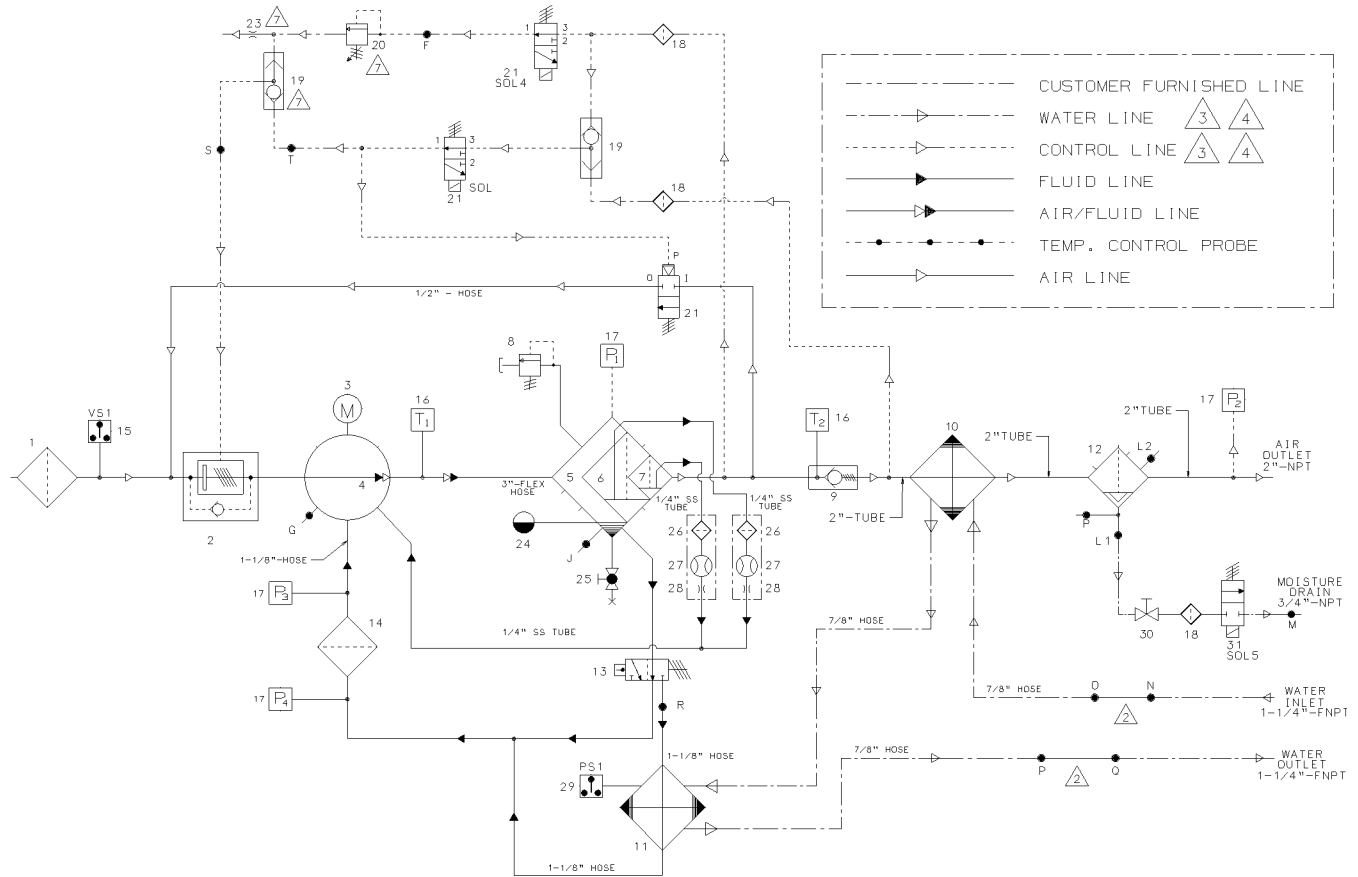 23
7
20
7
F
1
3
2
21
SOL4
18
19
7
S
T
1
3
2
21
SOL
19
18
P
O
I
21
1/2" - HOSE
CUSTOMER FURNISHED LINE
WATER LINE
3
4
CONTROL LINE
3
4
FLUID LINE
AIR/FLUID LINE
TEMP. CONTROL PROBE
AIR LINE
8
17
P1
3
M
16
T1
VS1
15
1
2
4
G
3"-FLEX
HOSE
5
6
7
J
24
25
1/4" SS
TUBE
1/4" SS
TUBE
26
27
28
26
27
28
T2
16
9
2"-TUBE
10
2"TUBE
12
L2
2"TUBE
17
P2
AIR
OUTLET
2"-NPT
P
L1
30
18
31
SOL5
MOISTURE
DRAIN
3/4"-NPT
M
1-1/8"-HOSE
17
P3
14
17
P4
1/4" SS TUBE
13
R
7/8" HOSE
7/8" HOSE
O
N
2
WATER
INLET
1-1/4"-FNPT
1-1/8" HOSE
PS1
29
11
7/8" HOSE
P
Q
2
WATER
OUTLET
1-1/4"-FNPT
1-1/8" HOSE